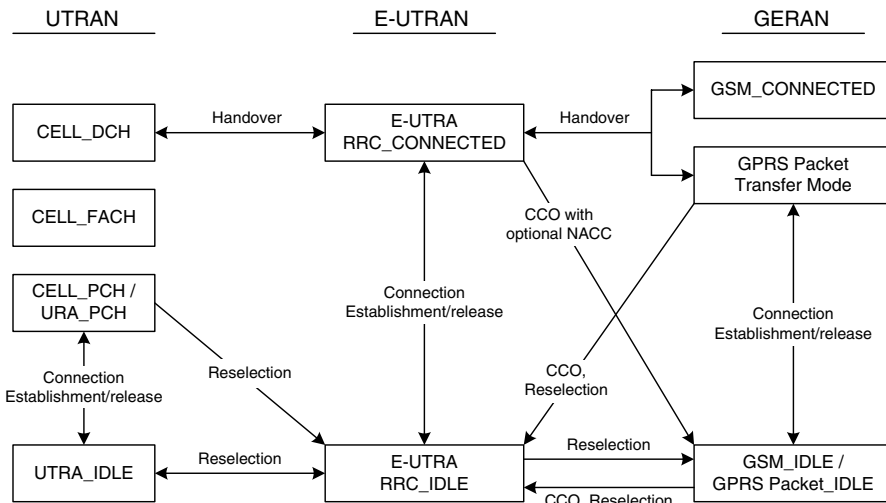 UTRAN
E-UTRAN
GERAN
GSM_CONNECTED
CELL_DCH
Handover
E-UTRA
RRC_CONNECTED
Handover
GPRS Packet
Transfer Mode
CELL_FACH
CCO with
optional NACC
CELL_PCH /
URA_PCH
Connection
Establishment/release
Connection
Establishment/release
Connection
Establishment/release
Reselection
CCO,
Reselection
UTRA_IDLE
Reselection
E-UTRA
RRC_IDLE
Reselection
GSM_IDLE /
GPRS Packet_IDLE
CCO, Reselection